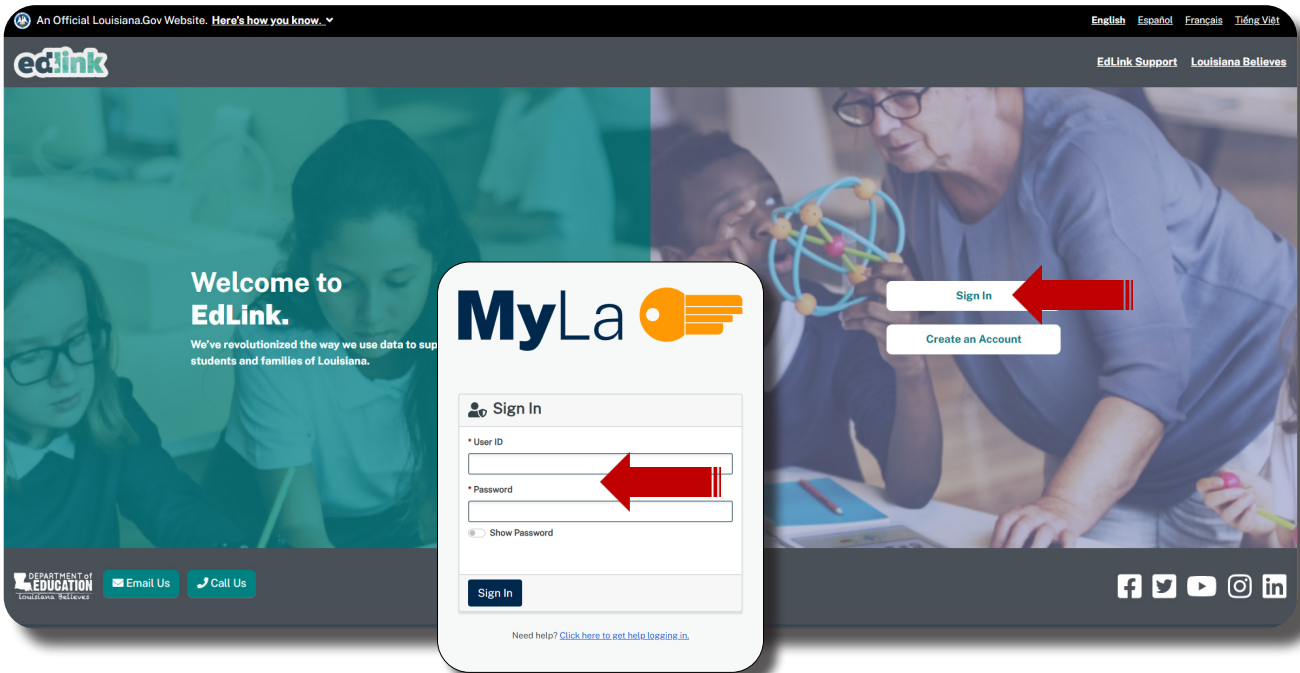 An Official Louisiana.Gov Website. Here's how you know.
English Español Français Tiếng Việt
edlink
EdLink Support Louisiana Believes
Welcome to
EdLink.
We've revolutionized the way we use data to sup
students and families of Louisiana.
Sign In
Create an Account
MyLa
Sign In
* User ID
* Password
Show Password
Sign In
Need help? Click here to get help logging in.
DEPARTMENT of
EDUCATION
Louisiana Believes
Email Us
Call Us